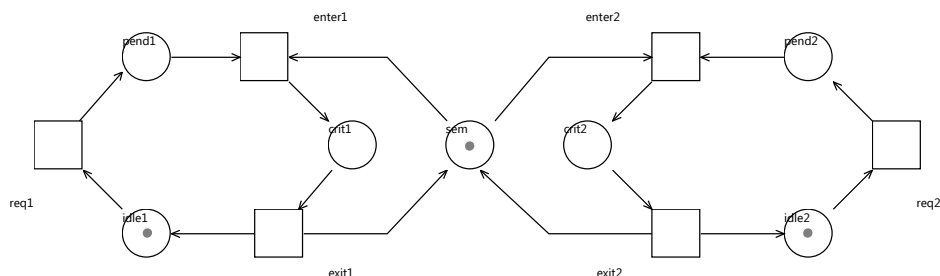 enter1
enter2
pend1
pend2
crit1
sem
crit2
req1
idle1
idle2
req2
exit1
exit2